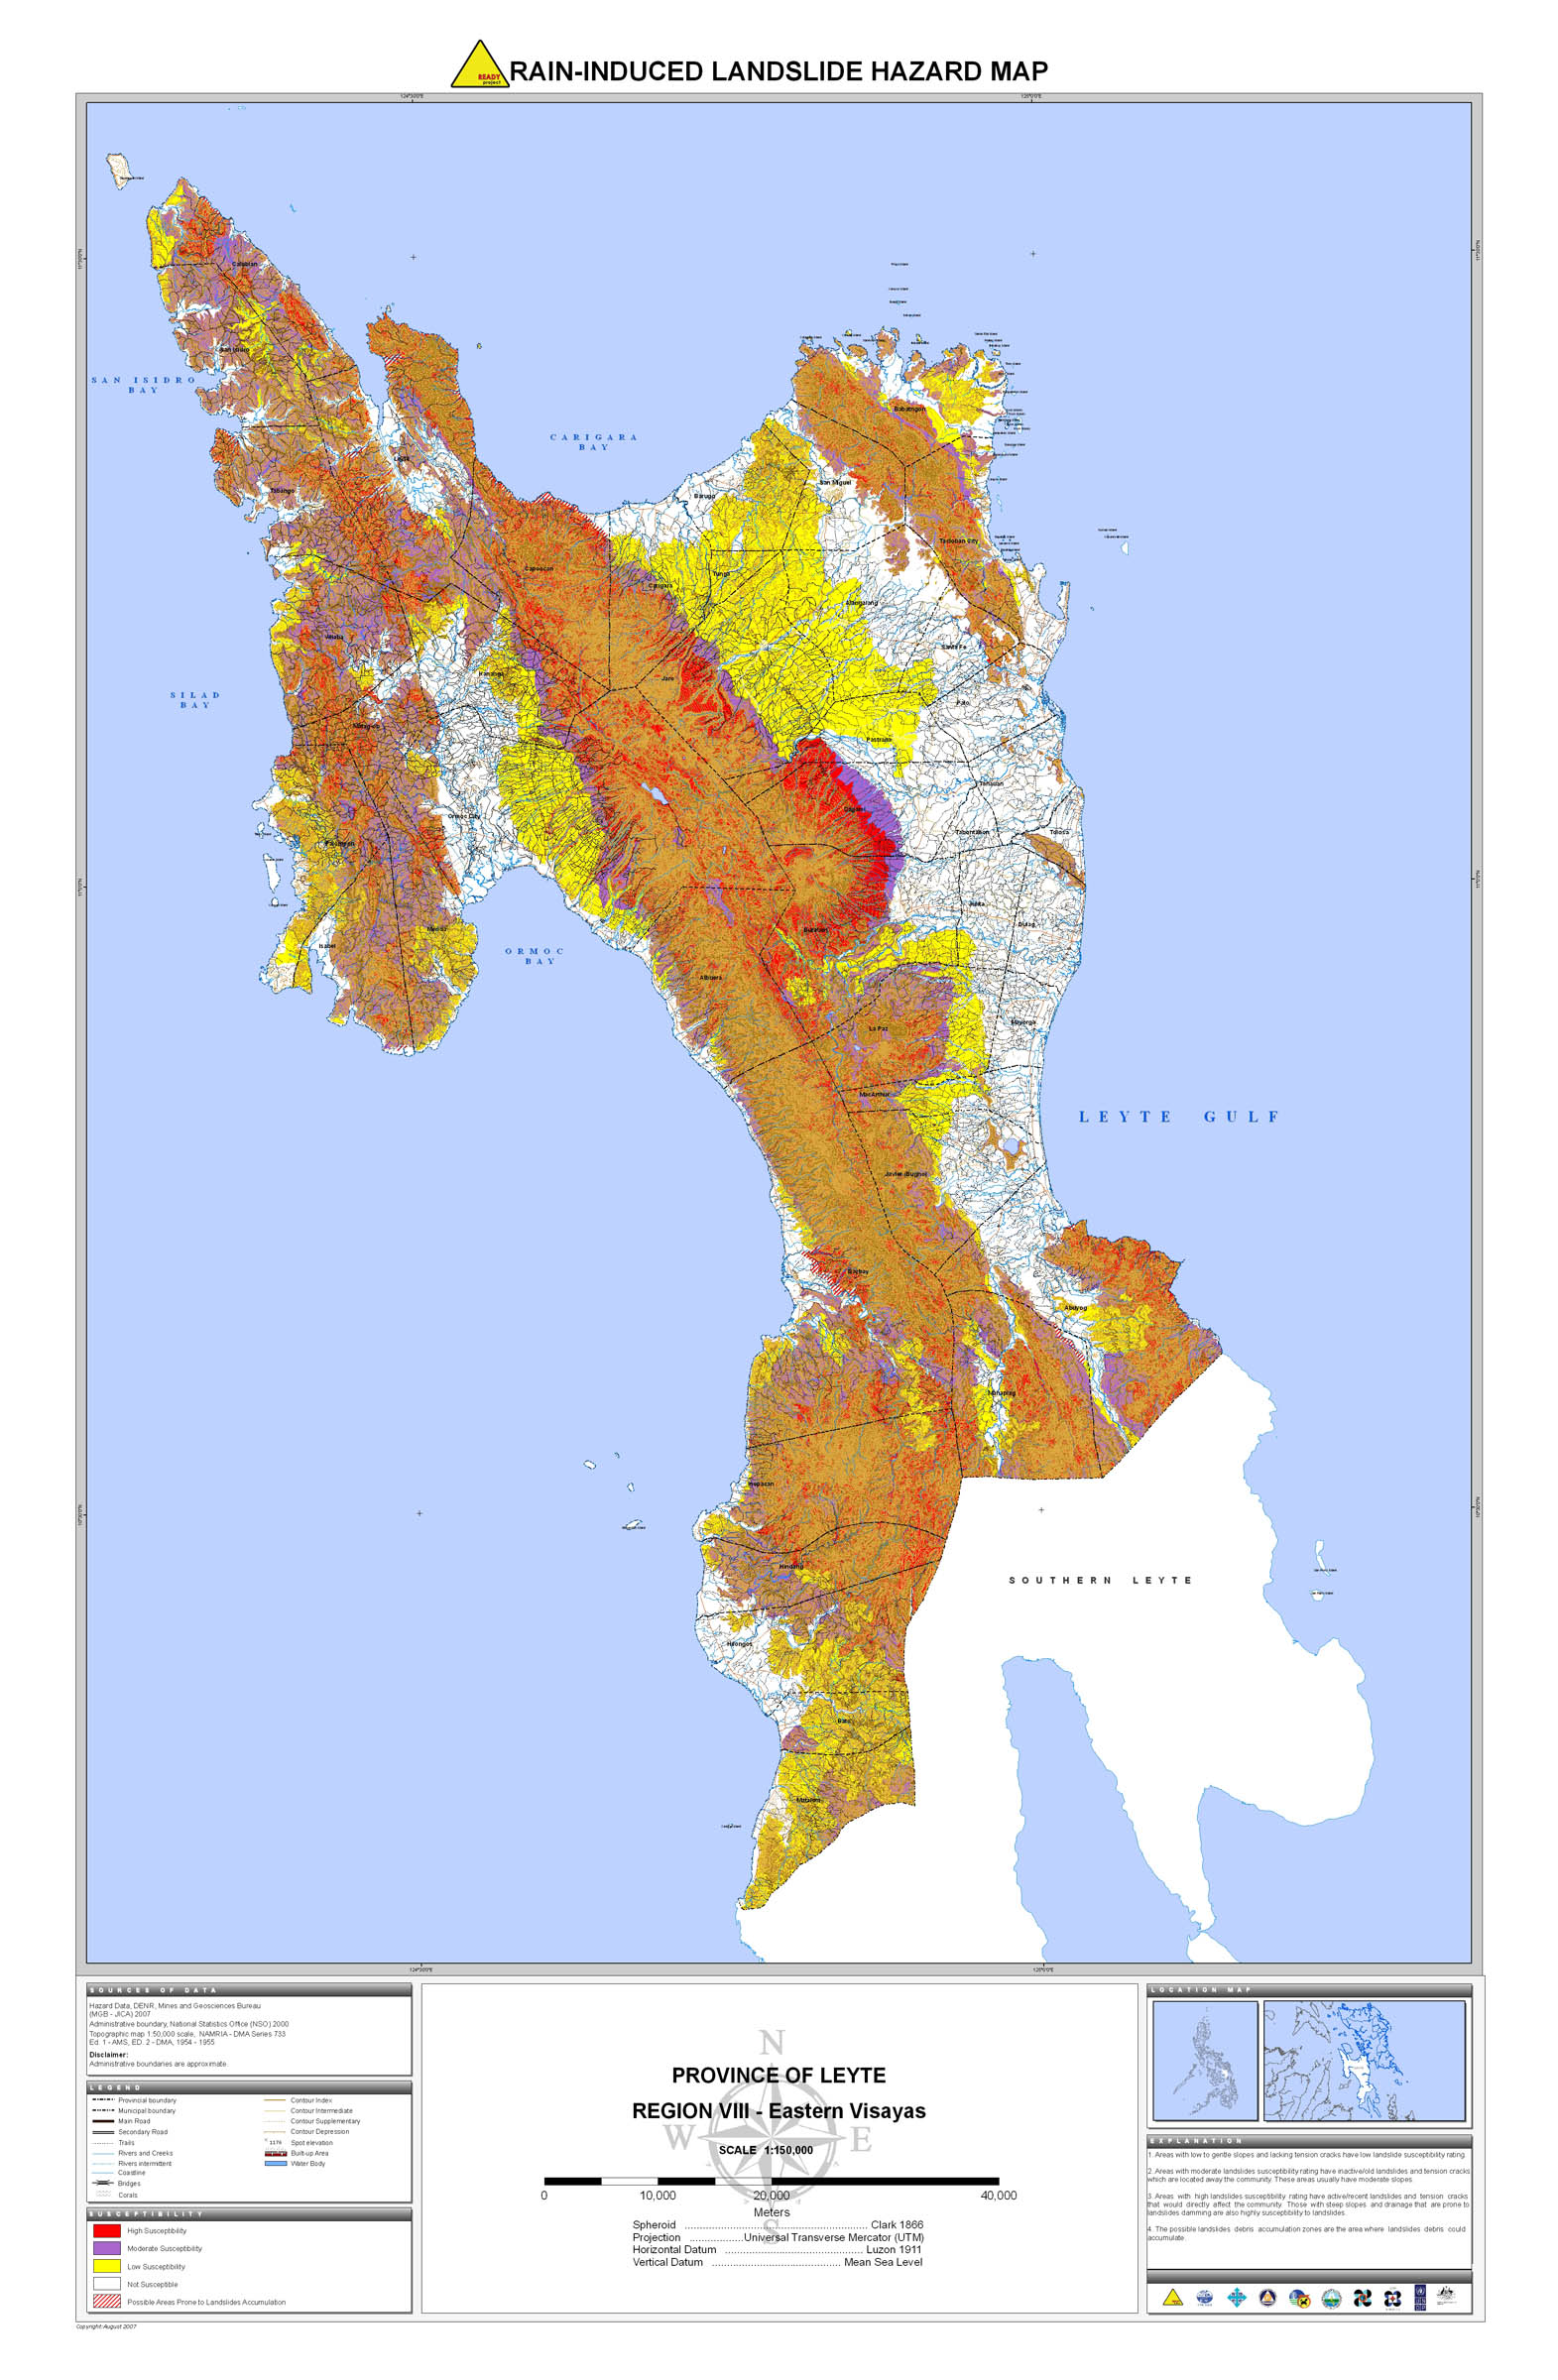 READY
project
RAIN-INDUCED LANDSLIDE HAZARD MAP
124°30'0"E
125°0'0"E
Calubian
San Isidro
SAN ISIDRO
BAY
CARIGARA
BAY
Babatngon
Leyte
San Miguel
Barugo
Tabango
Tacloban City
Capoocan
Tunga
Carigara
Alangalang
Villaba
Santa Fe
Kananga
Jaro
SILAD
BAY
Palo
Matag-ob
Pastrana
Tanauan
Dagami
Ormoc City
Tabontabon
Tolosa
Palompon
Julita
Dulag
Burauen
Merida
Isabel
ORMOC
BAY
Albuera
La Paz
Mayorga
MacArthur
LEYTE GULF
Javier (Bugho)
Baybay
Abuyog
Mahaplag
Inopacan
Hindang
SOUTHERN LEYTE
Hilongos
Bato
Matalom
124°30'0"E
125°0'0"E
SOURCES OF DATA
Hazard Data, DENR, Mines and Geosciences Bureau
(MGB - JICA) 2007
Administrative boundary, National Statistics Office (NSO) 2000
Topographic map 1:50,000 scale, NAMRIA - DMA Series 733
Ed. 1 - AMS, ED. 2 - DMA, 1954 - 1955
Disclaimer:
Administrative boundaries are approximate.
LEGEND
Provincial boundary
Municipal boundary
Main Road
Secondary Road
Trails
Rivers and Creeks
Rivers intermittent
Coastline
Bridges
Corals
Contour Index
Contour Intermediate
Contour Supplementary
Contour Depression
1176 Spot elevation
Built-up Area
Water Body
SUSCEPTIBILITY
High Susceptibility
Moderate Susceptibility
Low Susceptibility
Not Susceptible
Possible Areas Prone to Landslides Accumulation
N
PROVINCE OF LEYTE
REGION VIII - Eastern Visayas
W
E
SCALE 1:150,000
0 10,000 20,000 40,000
Meters
S
Spheroid ........ Clark 1866
Projection ........ Universal Transverse Mercator (UTM)
Horizontal Datum ........ Luzon 1911
Vertical Datum ........ Mean Sea Level
LOCATION MAP
EXPLANATION
1. Areas with low to gentle slopes and lacking tension cracks have low landslide susceptibility rating.
2. Areas with moderate landslides susceptibility rating have inactive/old landslides and tension cracks
which are located away the community. These areas usually have moderate slopes.
3. Areas with high landslides susceptibility rating have active/recent landslides and tension cracks
that would directly affect the community. Those with steep slopes and drainage that are prone to
landslides damming are also highly susceptibility to landslides.
4. The possible landslides debris accumulation zones are the area where landslides debris could
accumulate.
Copyright August 2007